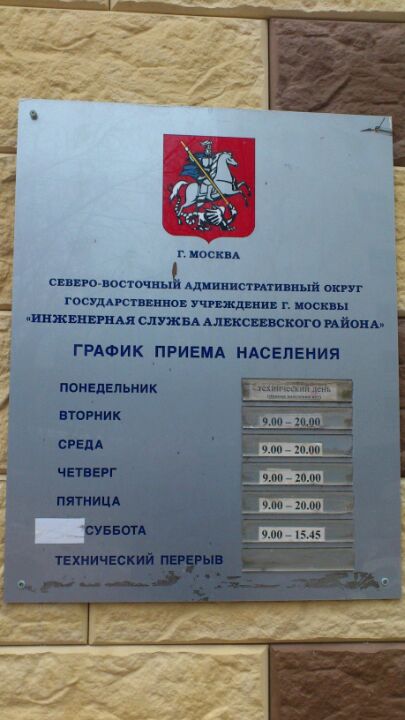 Г. МОСКВА
СЕВЕРО-ВОСТОЧНЫЙ АДМИНИСТРАТИВНЫЙ ОКРУГ
ГОСУДАРСТВЕННОЕ УЧРЕЖДЕНИЕ Г. МОСКВЫ
«ИНЖЕНЕРНАЯ СЛУЖБА АЛЕКСЕЕВСКОГО РАЙОНА»
ГРАФИК ПРИЕМА НАСЕЛЕНИЯ
ПОНЕДЕЛЬНИК ТЕХНИЧЕСКИЙ ДЕНЬ
ВТОРНИК 9.00 – 20.00
СРЕДА 9.00 – 20.00
ЧЕТВЕРГ 9.00 – 20.00
ПЯТНИЦА 9.00 – 20.00
СУББОТА 9.00 – 15.45
ТЕХНИЧЕСКИЙ ПЕРЕРЫВ